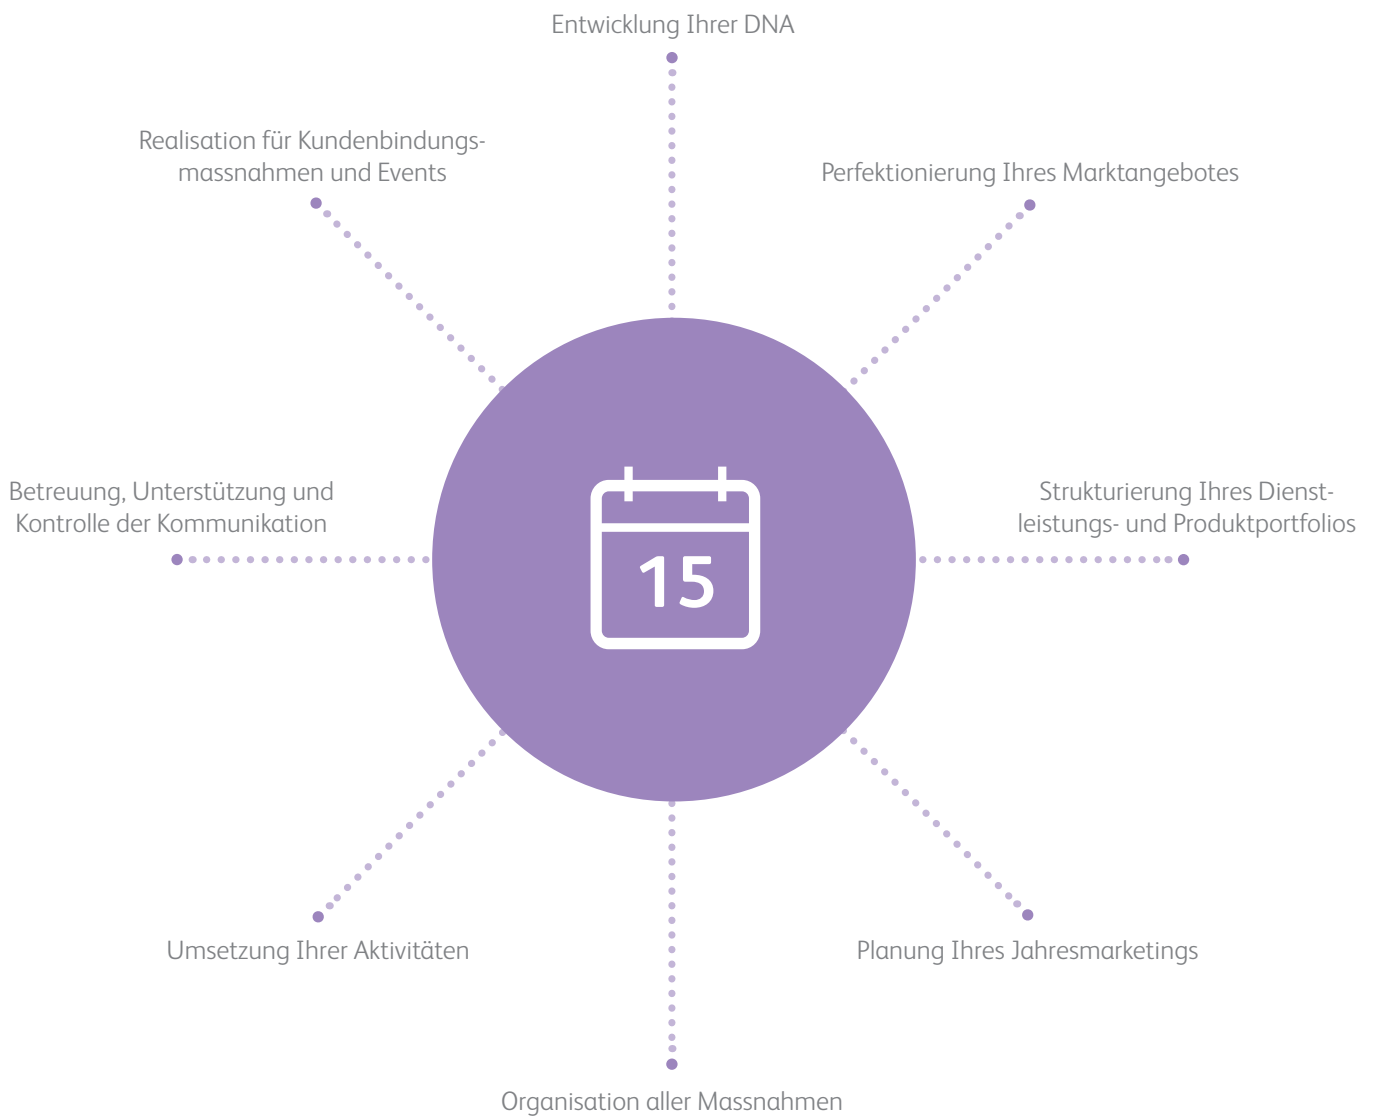 Entwicklung Ihrer DNA
Realisation für Kundenbindungs-
massnahmen und Events
Perfektionierung Ihres Marktangebotes
Betreuung, Unterstützung und
Kontrolle der Kommunikation
Strukturierung Ihres Dienst-
leistungs- und Produktportfolios
15
Umsetzung Ihrer Aktivitäten
Planung Ihres Jahresmarketings
Organisation aller Massnahmen